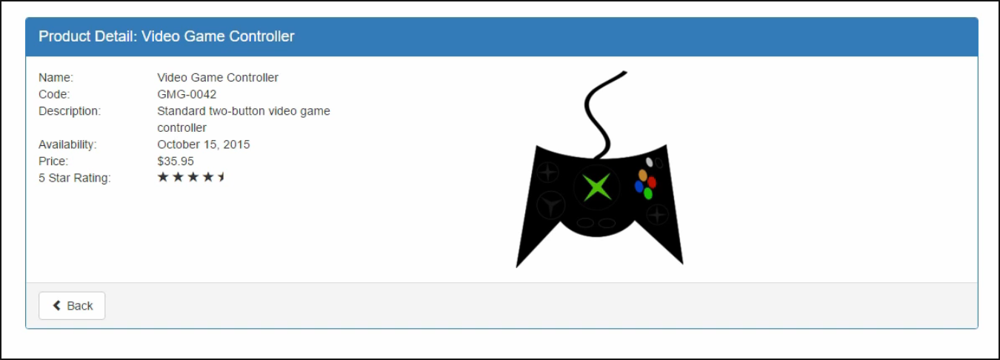 Product Detail: Video Game Controller
Name: Video Game Controller
Code: GMG-0042
Description: Standard two-button video game
controller
Availability: October 15, 2015
Price: $35.95
5 Star Rating:
Back